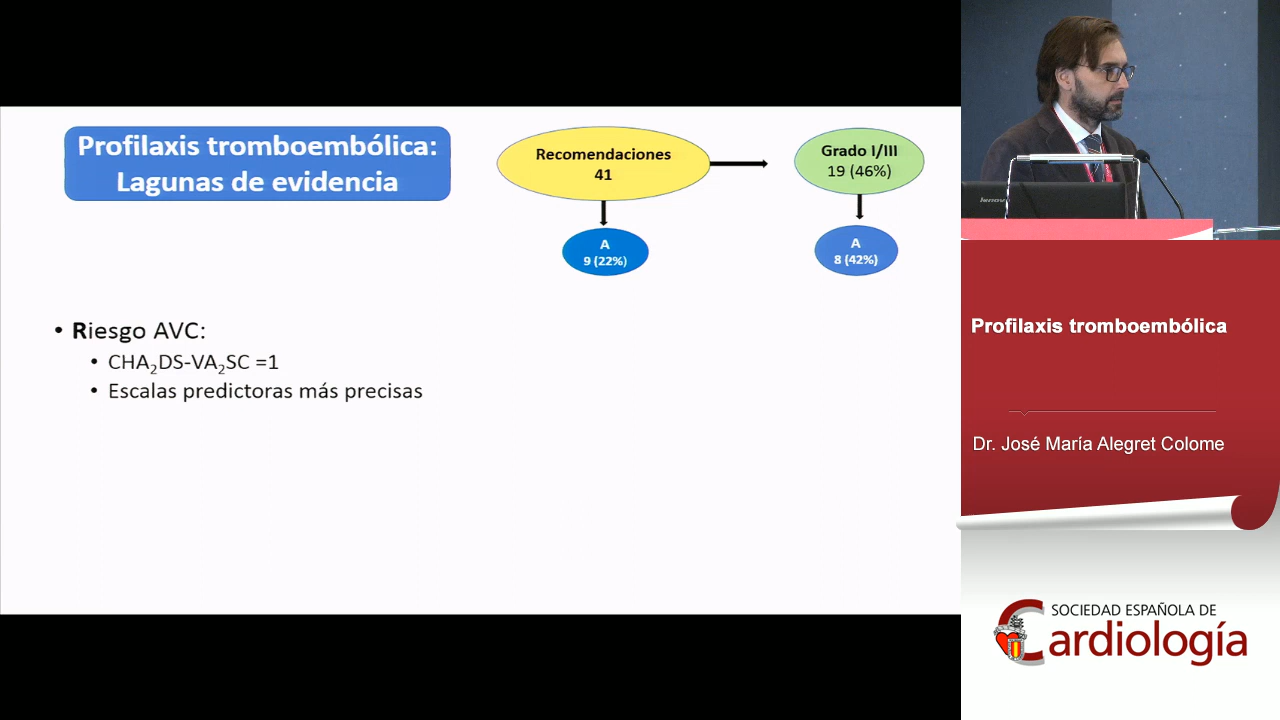 Profilaxis tromboembólica:
Lagunas de evidencia
Recomendaciones
41
Grado I/III
19 (46%)
A
9 (22%)
A
8 (42%)
• Riesgo AVC:
• CHA₂DS-VA₂SC =1
• Escalas predictoras más precisas
Profilaxis tromboembólica
Dr. José María Alegret Colome
SOCIEDAD ESPAÑOLA DE
Cardiología